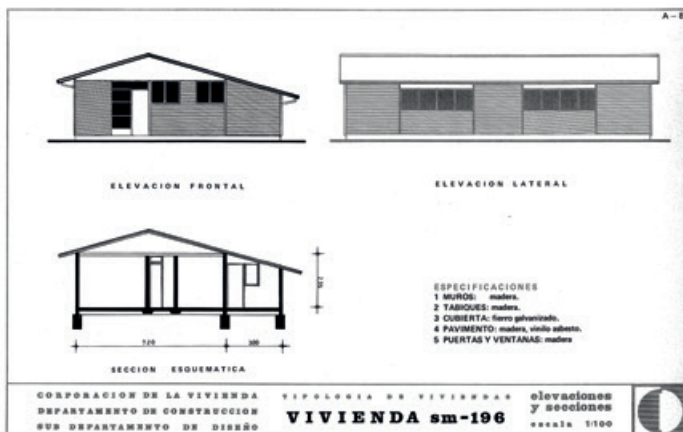 A-8
ELEVACION FRONTAL
ELEVACION LATERAL
ESPECIFICACIONES
1 MUROS: madera.
2 TABIQUES: madera.
3 CUBIERTA: fierro galvanizado.
4 PAVIMENTO: madera, vinilo asbesto.
5 PUERTAS Y VENTANAS: madera
SECCION ESQUEMATICA
CORPORACION DE LA VIVIENDA
DEPARTAMENTO DE CONSTRUCCION
SUB DEPARTAMENTO DE DISEÑO
TIPOLOGIA DE VIVIENDAS
VIVIENDA sm-196
elevaciones
y secciones
escala 1/100